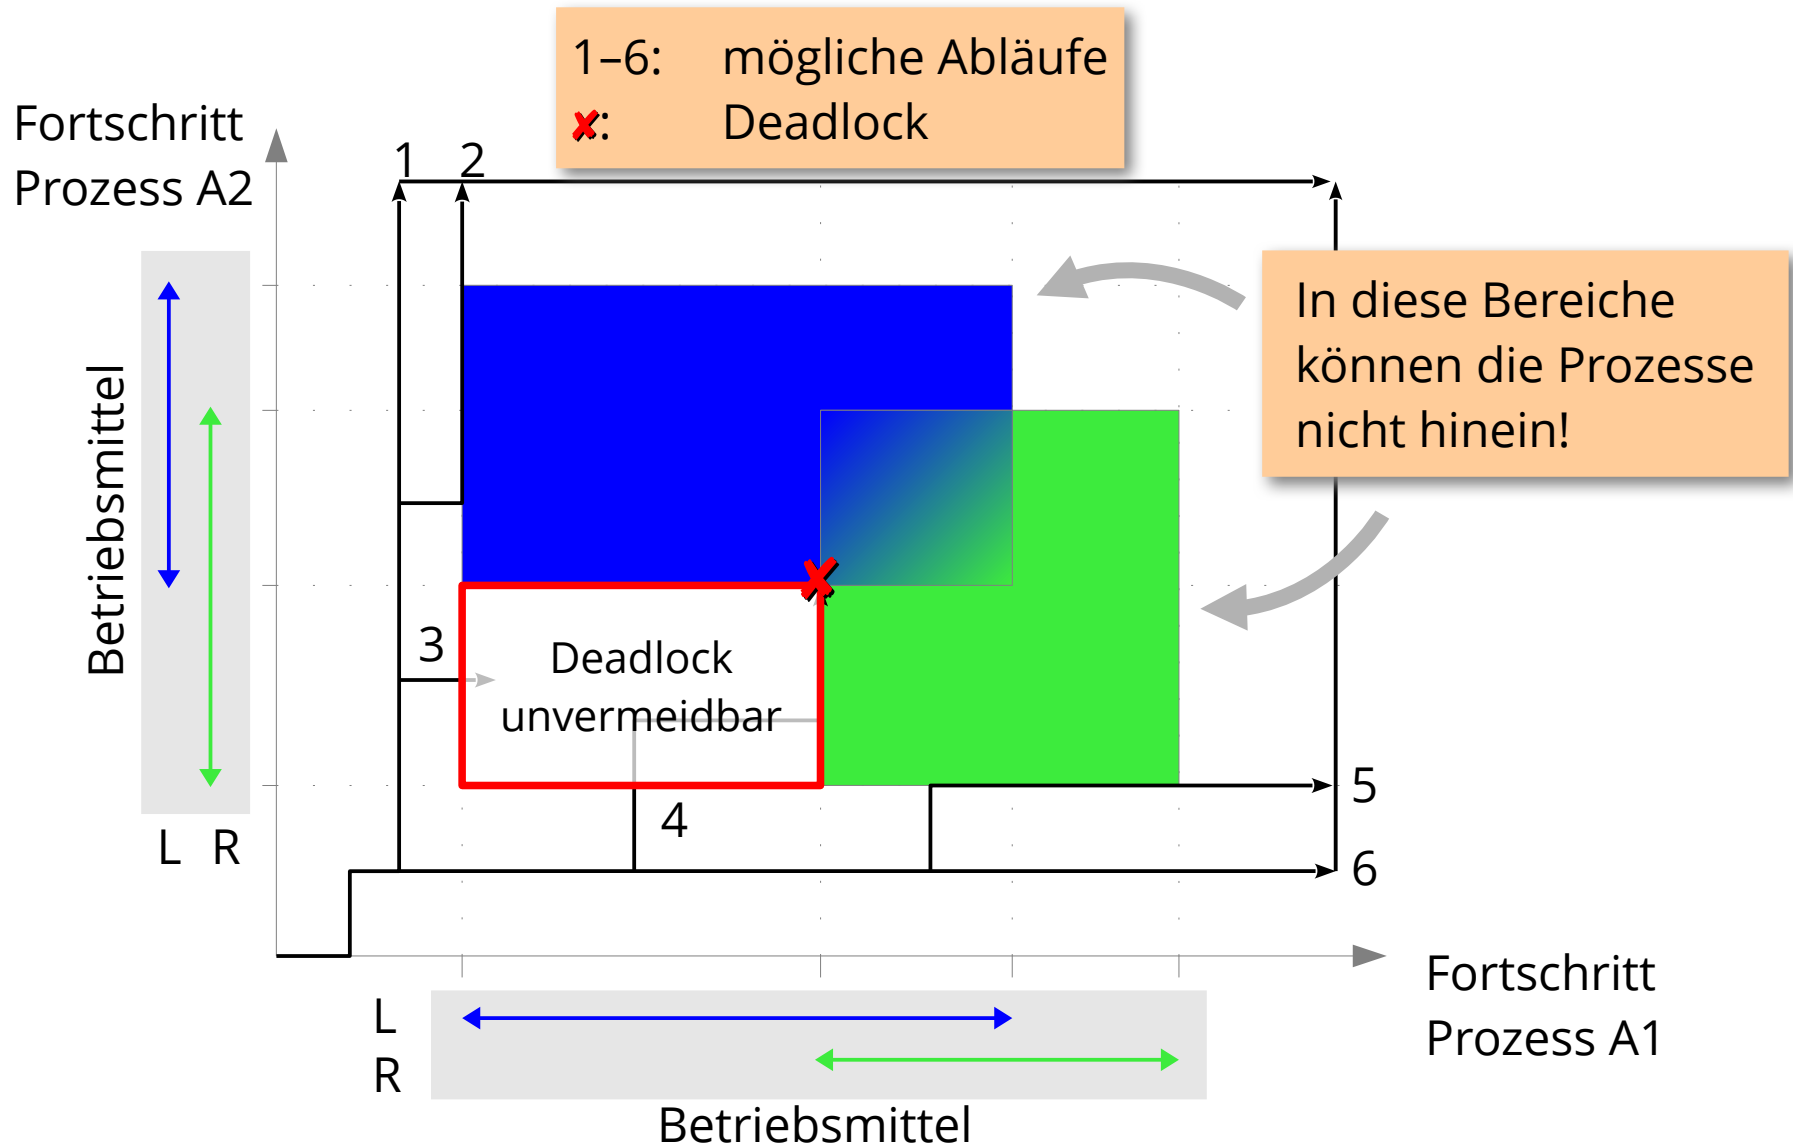 1–6: mögliche Abläufe
✘: Deadlock
Fortschritt
Prozess A2
1 2
In diese Bereiche
können die Prozesse
nicht hinein!
Betriebsmittel
3
Deadlock
unvermeidbar
4
5
6
L R
Fortschritt
Prozess A1
L
R
Betriebsmittel